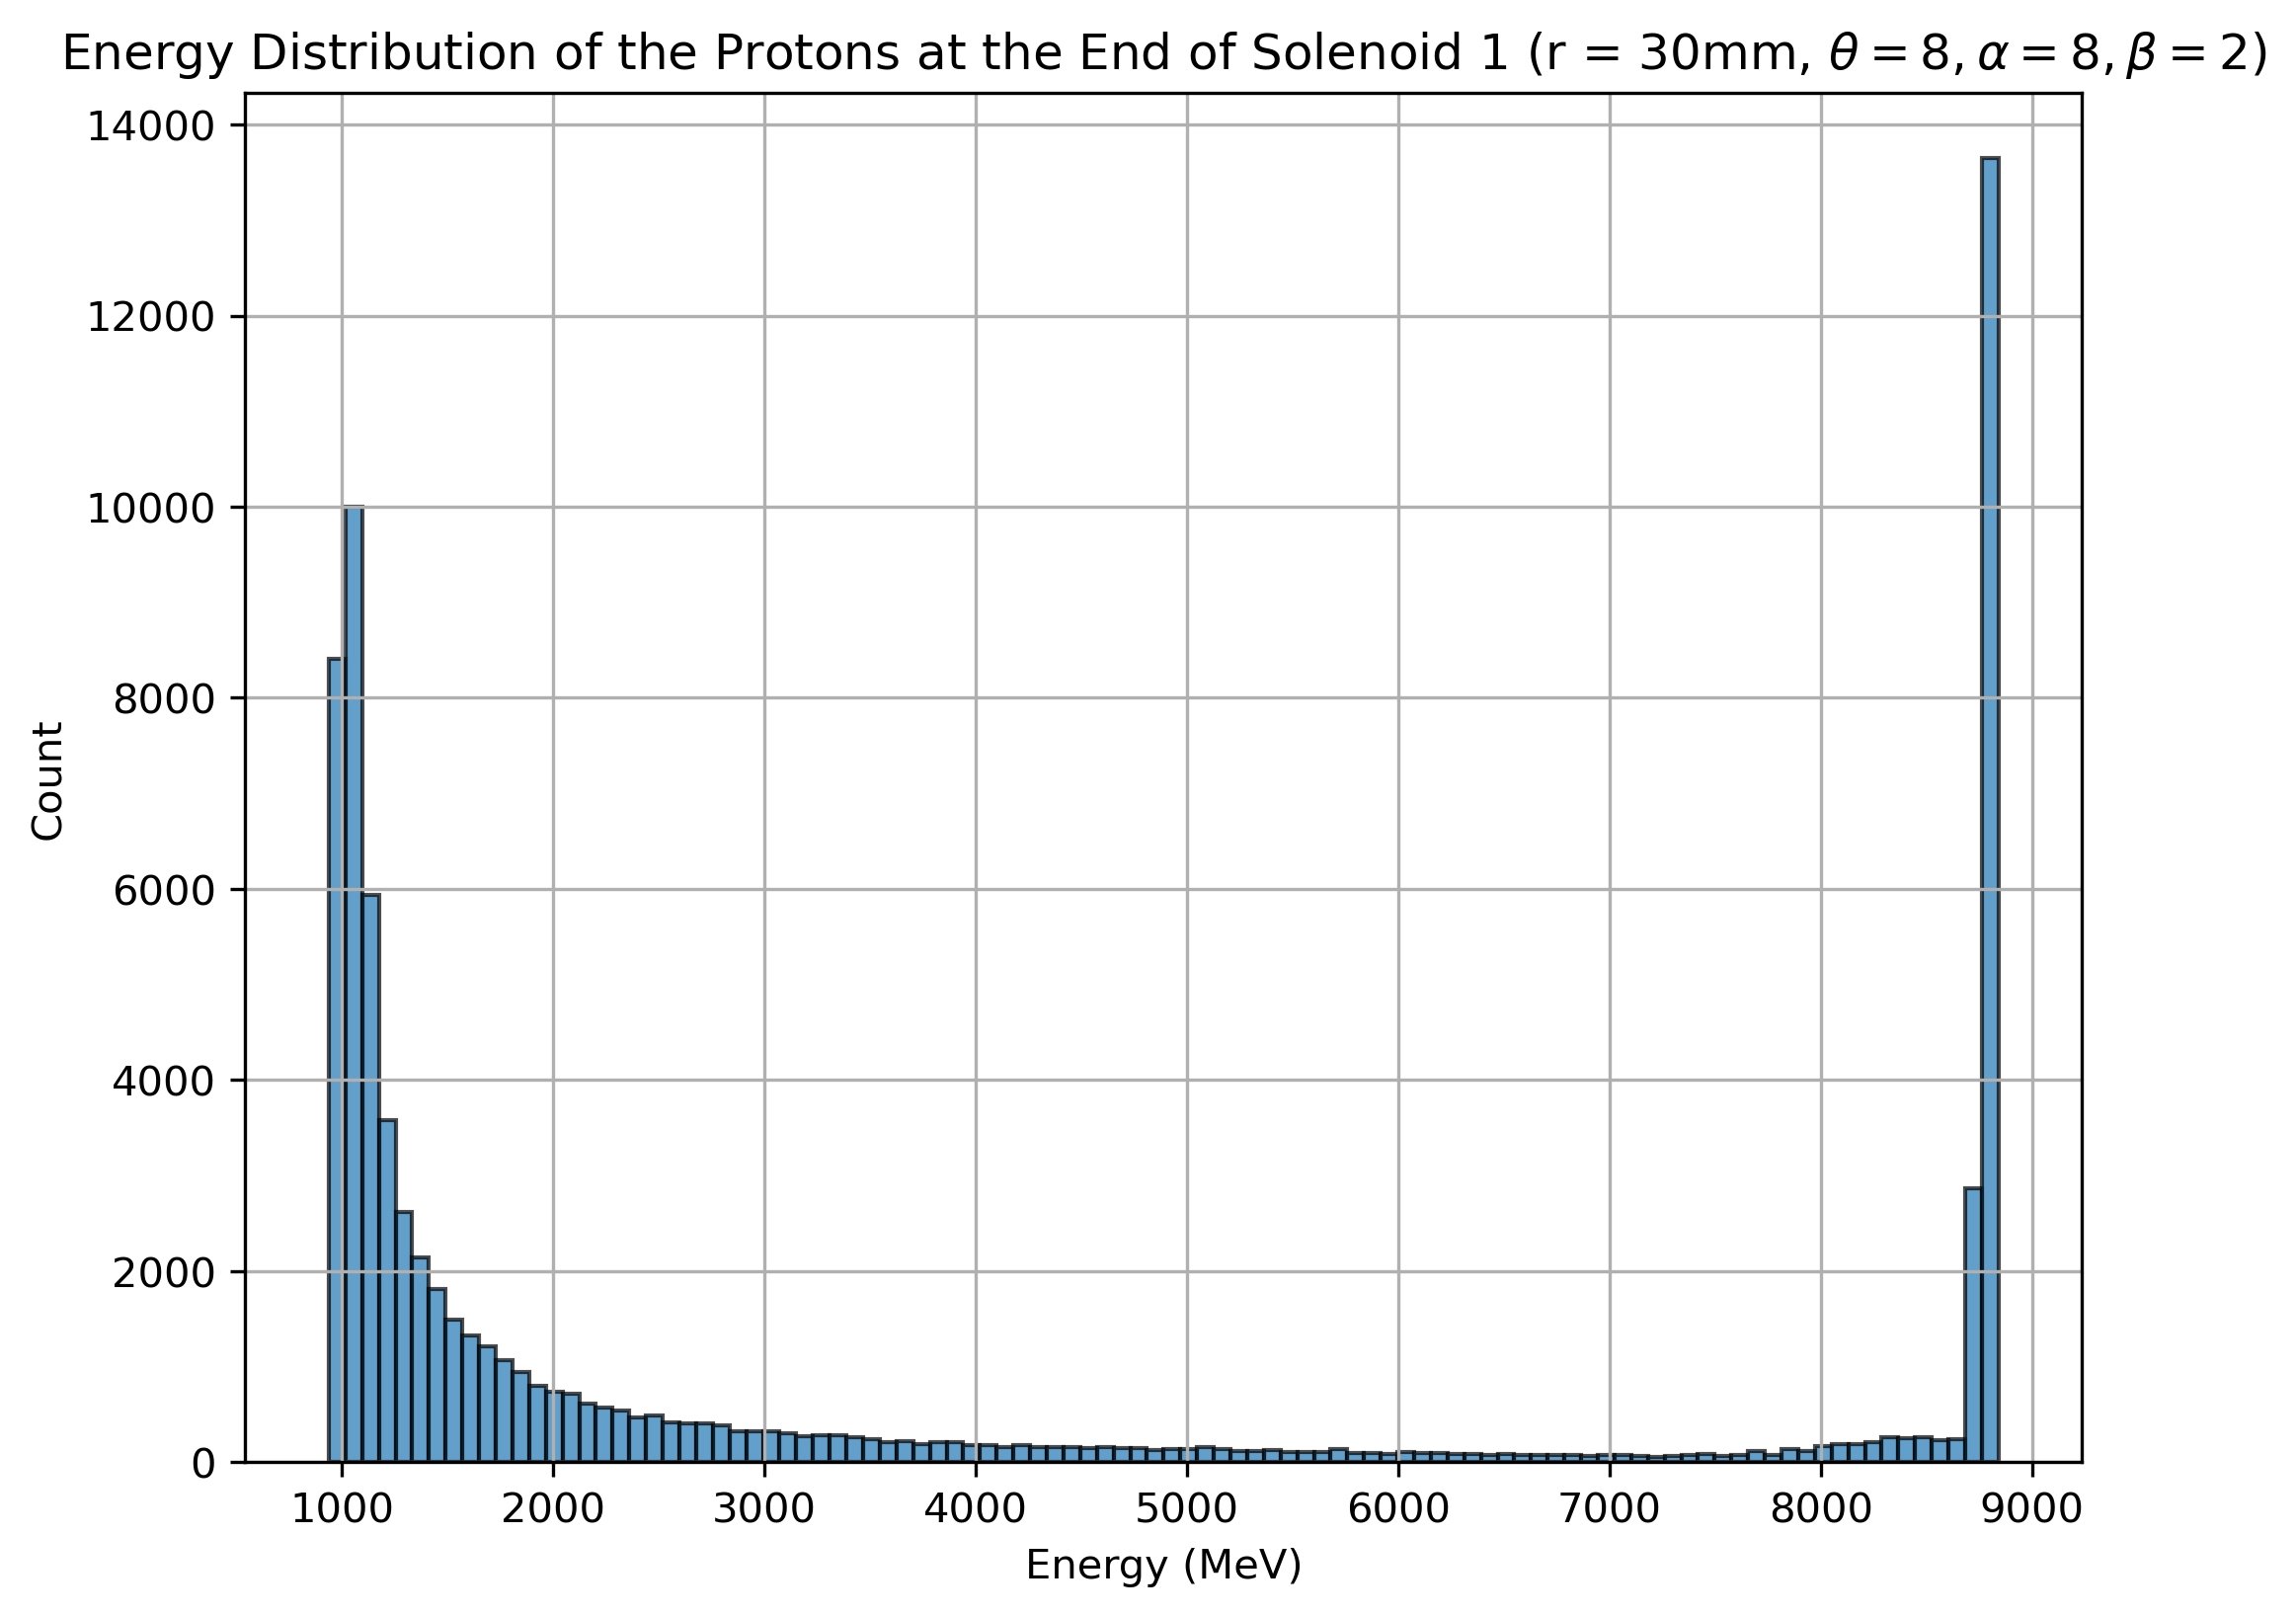 Energy Distribution of the Protons at the End of Solenoid 1 (r = 30mm, θ = 8, α = 8, β = 2)
14000
12000
10000
8000
6000
4000
2000
0
Count
1000 2000 3000 4000 5000 6000 7000 8000 9000
Energy (MeV)